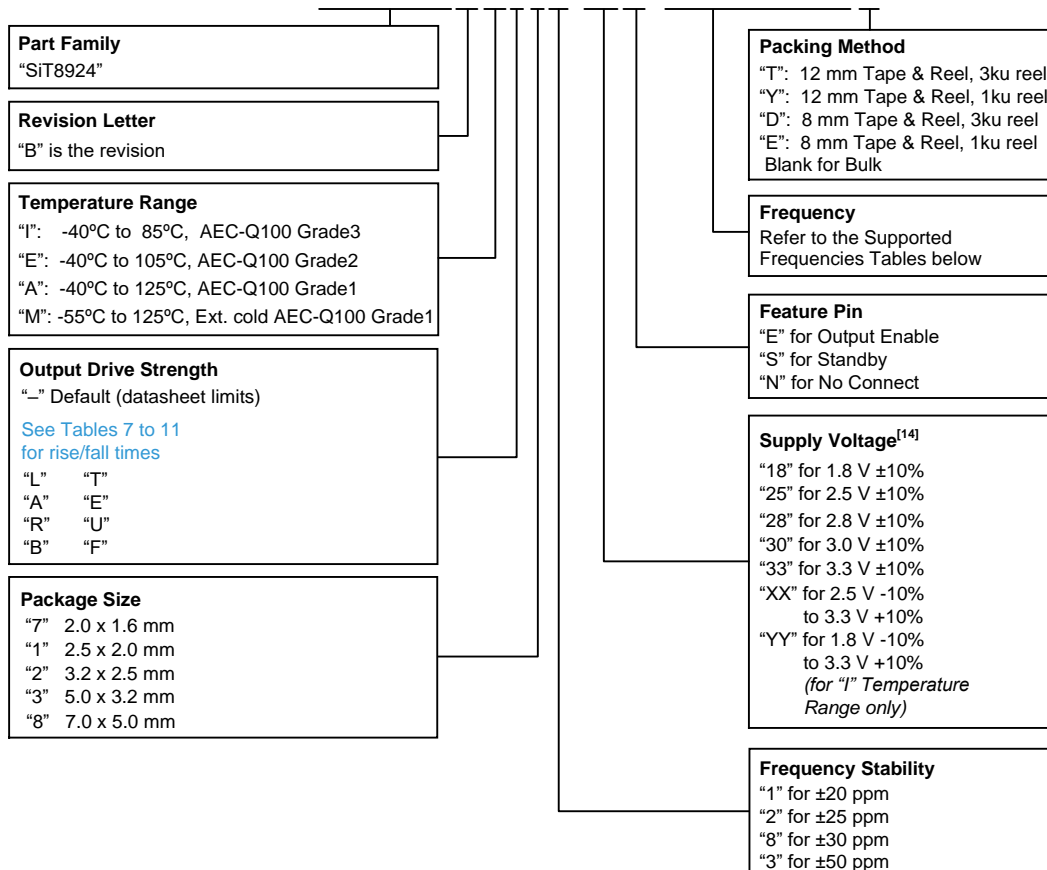 Part Family
“SiT8924”
Revision Letter
“B” is the revision
Temperature Range
“I”: -40ºC to 85ºC, AEC-Q100 Grade3
“E”: -40ºC to 105ºC, AEC-Q100 Grade2
“A”: -40ºC to 125ºC, AEC-Q100 Grade1
“M”: -55ºC to 125ºC, Ext. cold AEC-Q100 Grade1
Output Drive Strength
“–” Default (datasheet limits)
See Tables 7 to 11
for rise/fall times
“L” “T”
“A” “E”
“R” “U”
“B” “F”
Package Size
“7” 2.0 x 1.6 mm
“1” 2.5 x 2.0 mm
“2” 3.2 x 2.5 mm
“3” 5.0 x 3.2 mm
“8” 7.0 x 5.0 mm
Packing Method
“T”: 12 mm Tape & Reel, 3ku reel
“Y”: 12 mm Tape & Reel, 1ku reel
“D”: 8 mm Tape & Reel, 3ku reel
“E”: 8 mm Tape & Reel, 1ku reel
Blank for Bulk
Frequency
Refer to the Supported
Frequencies Tables below
Feature Pin
“E” for Output Enable
“S” for Standby
“N” for No Connect
Supply Voltage[14]
“18” for 1.8 V ±10%
“25” for 2.5 V ±10%
“28” for 2.8 V ±10%
“30” for 3.0 V ±10%
“33” for 3.3 V ±10%
“XX” for 2.5 V -10%
to 3.3 V +10%
“YY” for 1.8 V -10%
to 3.3 V +10%
(for “I” Temperature
Range only)
Frequency Stability
“1” for ±20 ppm
“2” for ±25 ppm
“8” for ±30 ppm
“3” for ±50 ppm